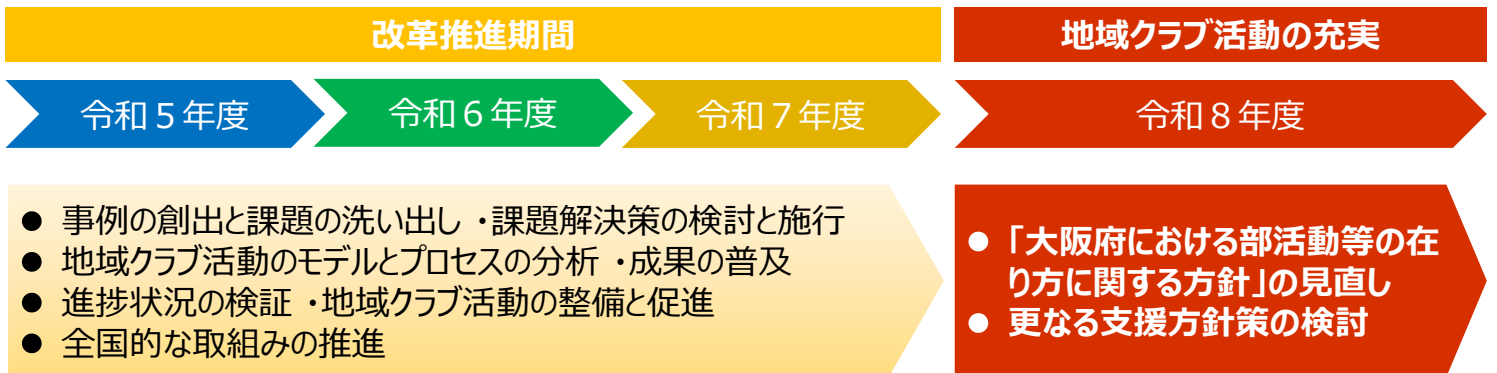 改革推進期間
地域クラブ活動の充実
令和５年度
令和６年度
令和７年度
令和８年度
● 事例の創出と課題の洗い出し ・課題解決策の検討と施行
● 地域クラブ活動のモデルとプロセスの分析 ・成果の普及
● 進捗状況の検証 ・地域クラブ活動の整備と促進
● 全国的な取組みの推進
● 「大阪府における部活動等の在
り方に関する方針」の見直し
● 更なる支援方針策の検討